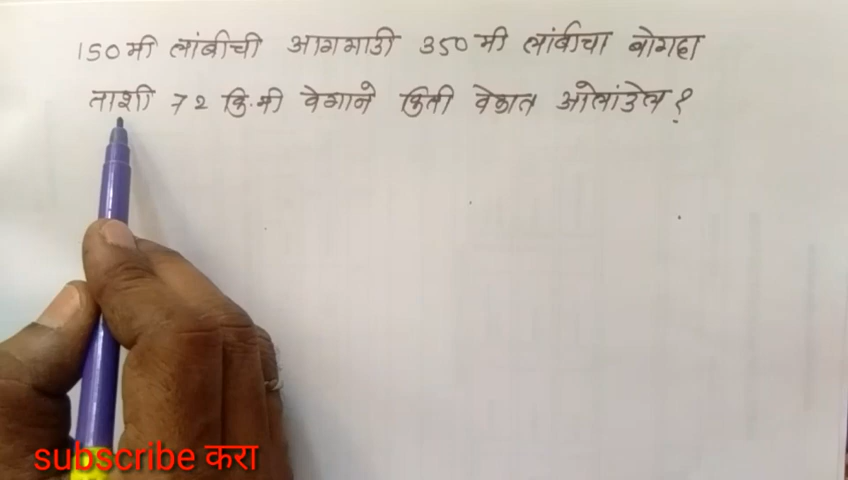 150 मी लांबीची आगगाडी 350 मी लांबीचा बोगदा
ताशी 72 कि.मी वेगाने किती वेळात ओलांडेल ?
subscribe करा